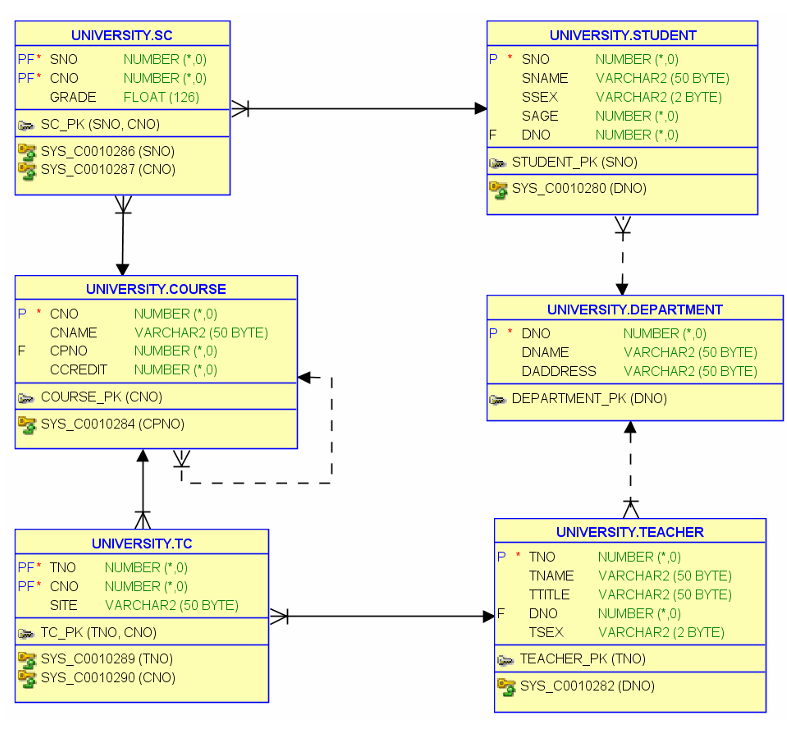 UNIVERSITY.SC
PF* SNO NUMBER (*,0)
PF* CNO NUMBER (*,0)
GRADE FLOAT (126)
SC_PK (SNO, CNO)
SYS_C0010286 (SNO)
SYS_C0010287 (CNO)
UNIVERSITY.STUDENT
P * SNO NUMBER (*,0)
SNAME VARCHAR2 (50 BYTE)
SSEX VARCHAR2 (2 BYTE)
SAGE NUMBER (*,0)
F DNO NUMBER (*,0)
STUDENT_PK (SNO)
SYS_C0010280 (DNO)
UNIVERSITY.COURSE
P * CNO NUMBER (*,0)
CNAME VARCHAR2 (50 BYTE)
F CPNO NUMBER (*,0)
CCREDIT NUMBER (*,0)
COURSE_PK (CNO)
SYS_C0010284 (CPNO)
UNIVERSITY.DEPARTMENT
P * DNO NUMBER (*,0)
DNAME VARCHAR2 (50 BYTE)
DADDRESS VARCHAR2 (50 BYTE)
DEPARTMENT_PK (DNO)
UNIVERSITY.TC
PF* TNO NUMBER (*,0)
PF* CNO NUMBER (*,0)
SITE VARCHAR2 (50 BYTE)
TC_PK (TNO, CNO)
SYS_C0010289 (TNO)
SYS_C0010290 (CNO)
UNIVERSITY.TEACHER
P * TNO NUMBER (*,0)
TNAME VARCHAR2 (50 BYTE)
TTITLE VARCHAR2 (50 BYTE)
F DNO NUMBER (*,0)
TSEX VARCHAR2 (2 BYTE)
TEACHER_PK (TNO)
SYS_C0010282 (DNO)